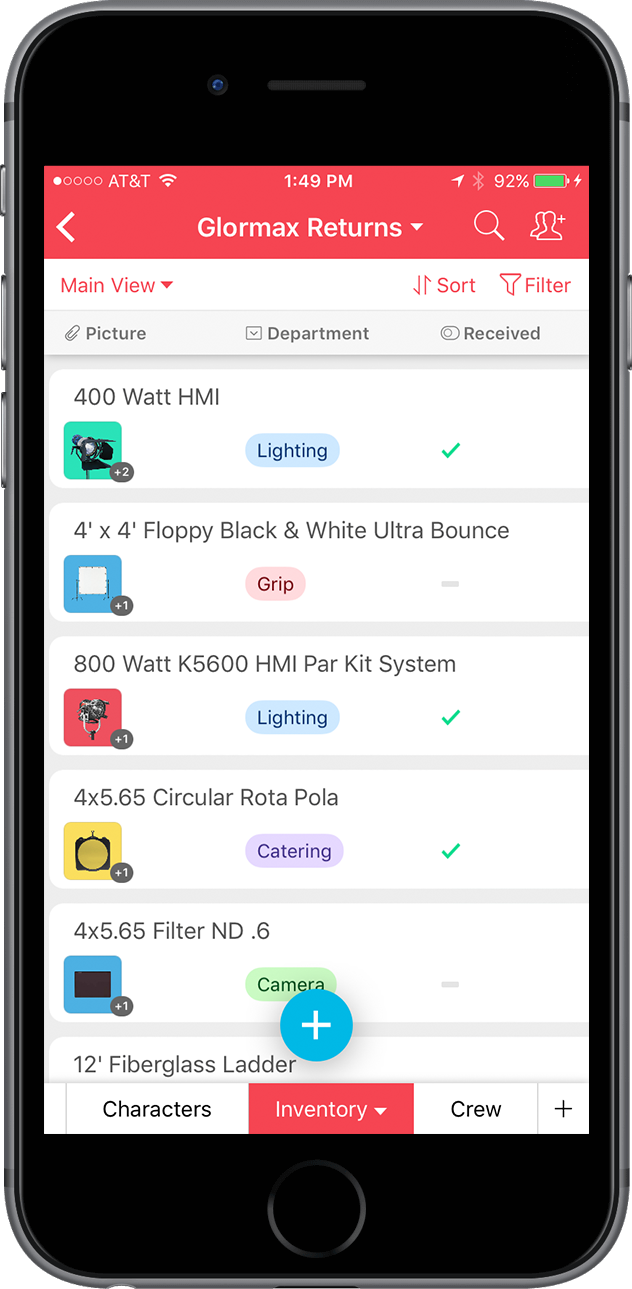 AT&T 1:49 PM 92%
Glormax Returns
Main View Sort Filter
Picture Department Received
400 Watt HMI
+2 Lighting
4' x 4' Floppy Black & White Ultra Bounce
+1 Grip
800 Watt K5600 HMI Par Kit System
+1 Lighting
4x5.65 Circular Rota Pola
+1 Catering
4x5.65 Filter ND .6
+1 Camera
12' Fiberglass Ladder
Characters Inventory Crew +